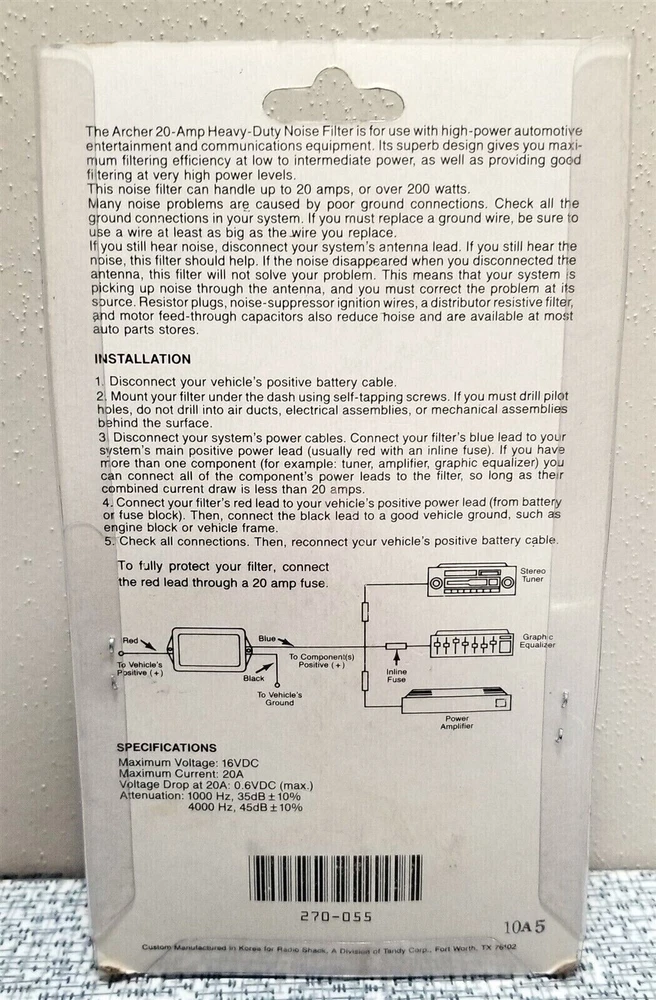 The Archer 20-Amp Heavy-Duty Noise Filter is for use with high-power automotive
entertainment and communications equipment. Its superb design gives you maxi-
mum filtering efficiency at low to intermediate power, as well as providing good
filtering at very high power levels.
This noise filter can handle up to 20 amps, or over 200 watts.
Many noise problems are caused by poor ground connections. Check all the
ground connections in your system. If you must replace a ground wire, be sure to
use a wire at least as big as the wire you replace.
If you still hear noise, disconnect your system's antenna lead. If you still hear the
noise, this filter should help. If the noise disappeared when you disconnected the
antenna, this filter will not solve your problem. This means that your system is
picking up noise through the antenna, and you must correct the problem at its
source. Resistor plugs, noise-suppressor ignition wires, a distributor resistive filter,
and motor feed-through capacitors also reduce noise and are available at most
auto parts stores.
INSTALLATION
1. Disconnect your vehicle's positive battery cable.
2. Mount your filter under the dash using self-tapping screws. If you must drill pilot
holes, do not drill into air ducts, electrical assemblies, or mechanical assemblies
behind the surface.
3. Disconnect your system's power cables. Connect your filter's blue lead to your
system's main positive power lead (usually red with an inline fuse). If you have
more than one component (for example: tuner, amplifier, graphic equalizer) you
can connect all of the component's power leads to the filter, so long as their
combined current draw is less than 20 amps.
4. Connect your filter's red lead to your vehicle's positive power lead (from battery
or fuse block). Then, connect the black lead to a good vehicle ground, such as
engine block or vehicle frame.
5. Check all connections. Then, reconnect your vehicle's positive battery cable.
To fully protect your filter, connect
the red lead through a 20 amp fuse.
Stereo
Tuner
Red
Blue
Graphic
Equalizer
To Vehicle's
Positive (+)
To Component(s)
Positive (+)
Black
Inline
Fuse
To Vehicle's
Ground
Power
Amplifier
SPECIFICATIONS
Maximum Voltage: 16VDC
Maximum Current: 20A
Voltage Drop at 20A: 0.6VDC (max.)
Attenuation: 1000 Hz, 35dB ± 10%
4000 Hz, 45dB ± 10%
270-055
10A5
Custom Manufactured in Korea for Radio Shack, A Division of Tandy Corp., Fort Worth, TX 76102